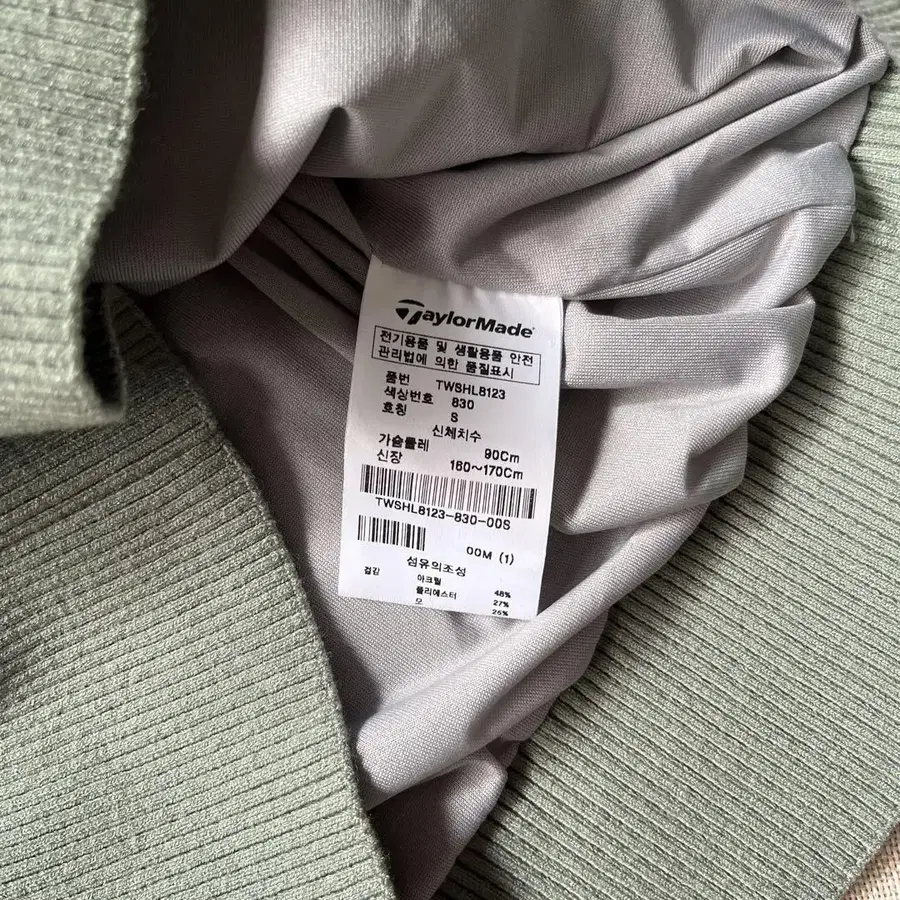 TaylorMade
전기용품 및 생활용품 안전
관리법에 의한 품질표시
품번 TWSHL8123
색상번호 830
호칭 S
신체치수
가슴둘레 90Cm
신장 160~170Cm
TWSHL8123-830-00S
00M (1)
섬유의조성
겉감 아크릴 48%
폴리에스터 27%
모 26%